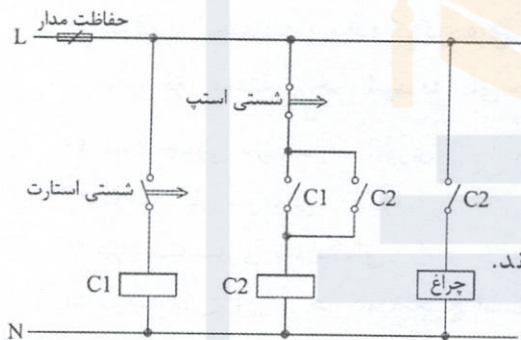 حفاظت مدار
L
شستی استپ
شستی استارت
C1
C2
C2
ند.
C1
C2
چراغ
N